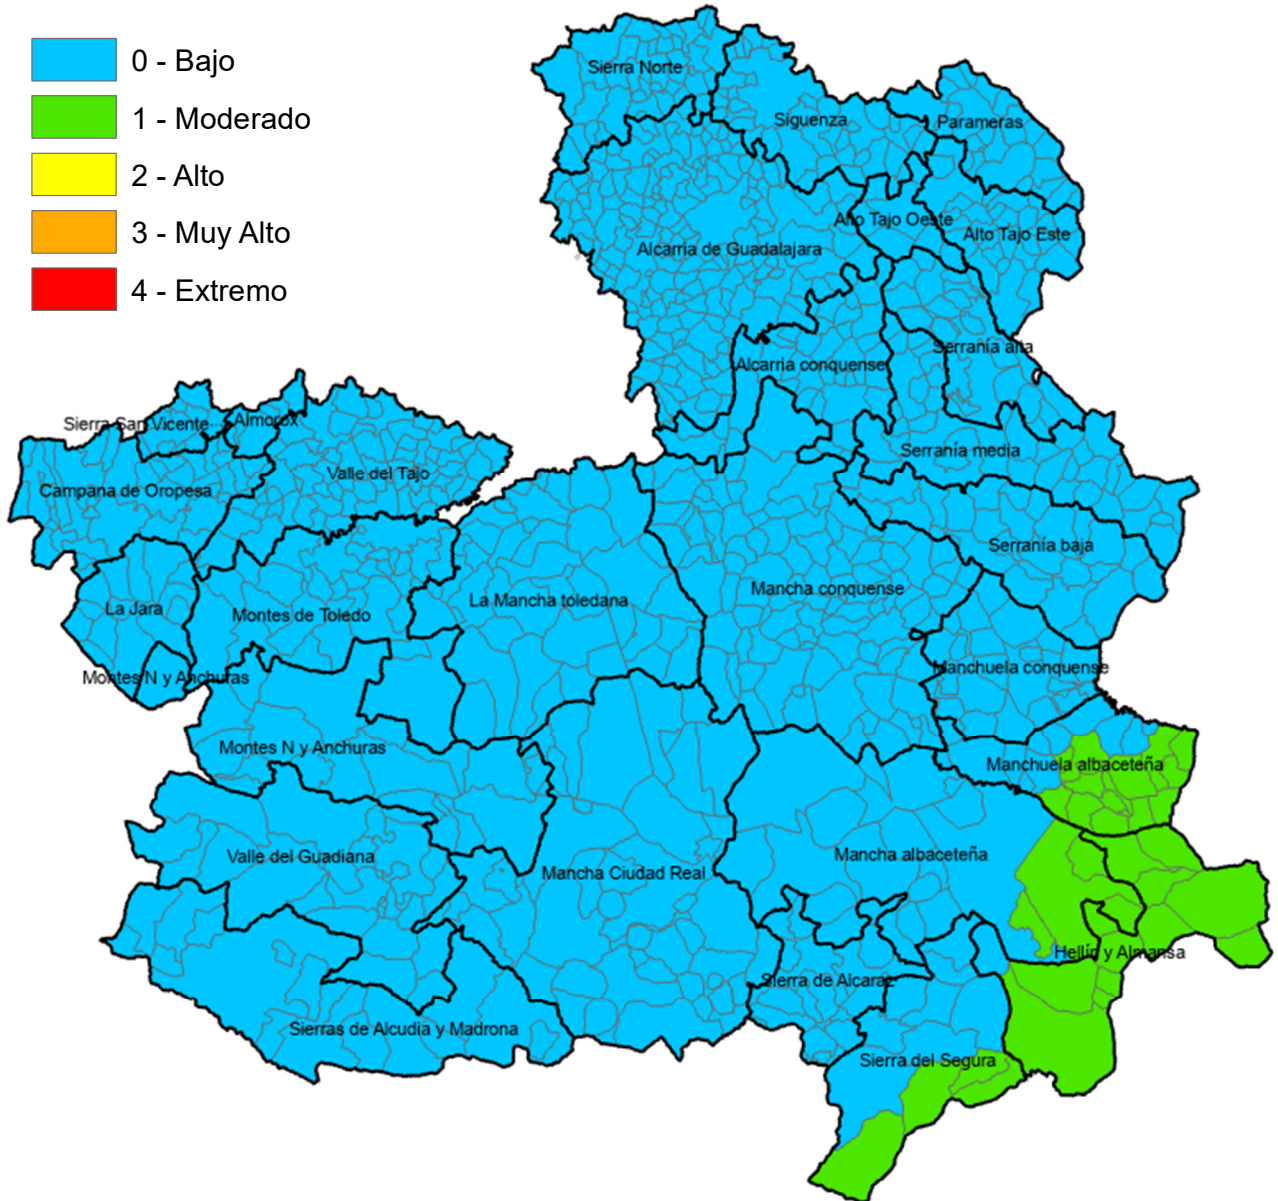 0 - Bajo
1 - Moderado
2 - Alto
3 - Muy Alto
4 - Extremo
Sierra Norte
Siguenza
Parameras
Alto Tajo Oeste
Alto Tajo Este
Alcarria de Guadalajara
Serranía alta
Alcarria conquense
Sierra San Vicente
Almorox
Serranía media
Valle del Tajo
Campana de Oropesa
Serranía baja
Mancha conquense
La Mancha toledana
La Jara
Montes de Toledo
Manchuela conquense
Montes N y Anchuras
Montes N y Anchuras
Manchuela albaceteña
Mancha albaceteña
Valle del Guadiana
Mancha Ciudad Real
Hellín y Almansa
Sierra de Alcaraz
Sierras de Alcudia y Madrona
Sierra del Segura